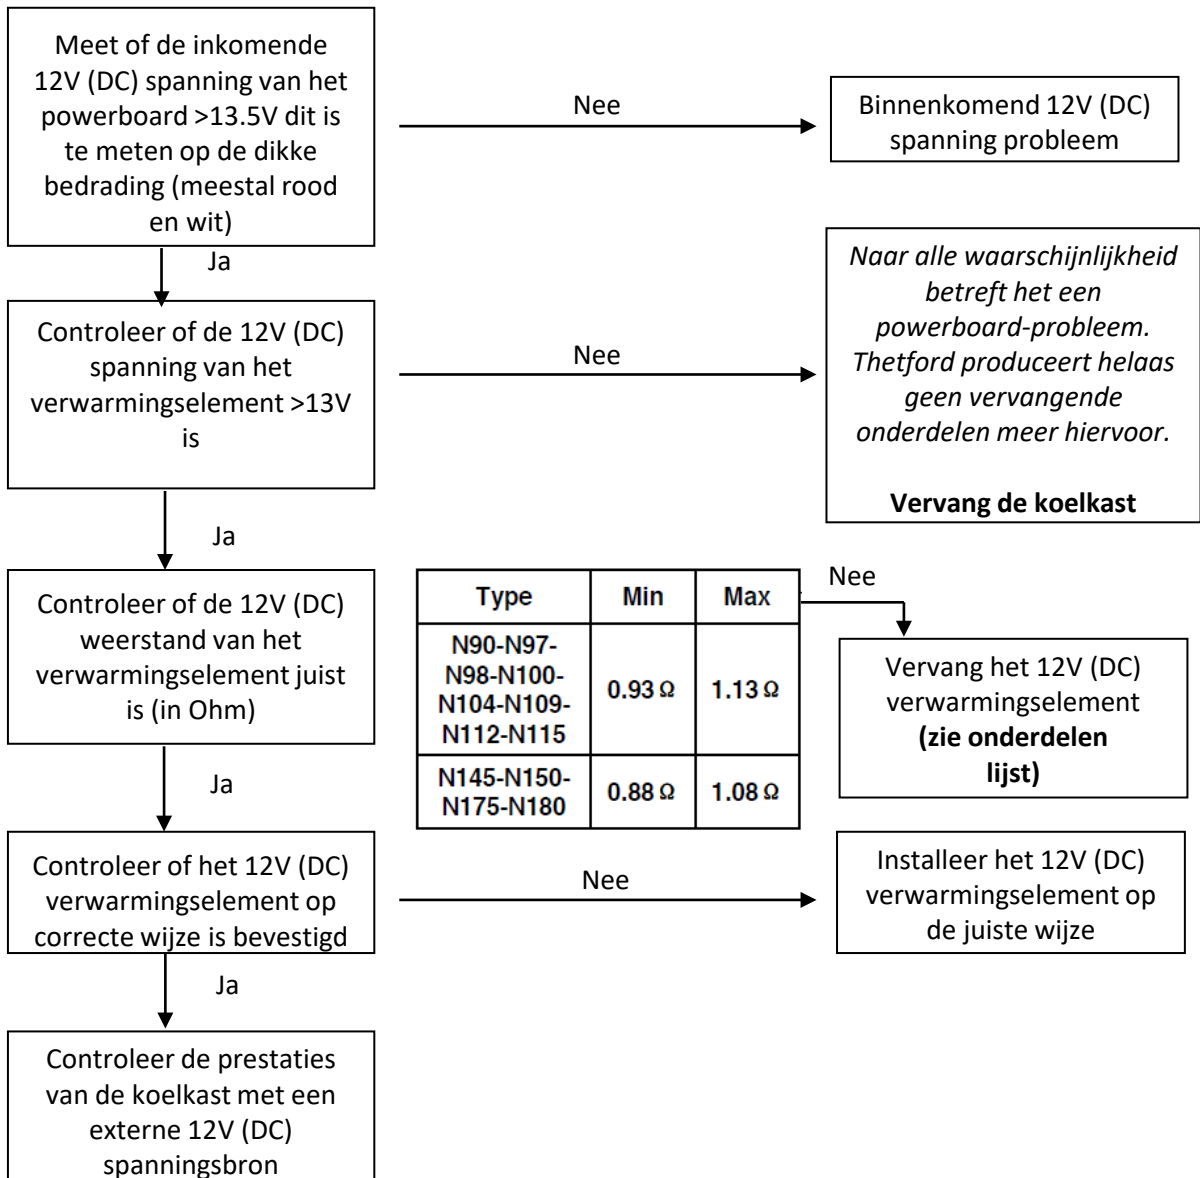 Meet of de inkomende
12V (DC) spanning van het
powerboard >13.5V dit is
te meten op de dikke
bedrading (meestal rood
en wit)
Nee
Binnenkomend 12V (DC)
spanning probleem
Ja
Controleer of de 12V (DC)
spanning van het
verwarmingselement >13V
is
Nee
Naar alle waarschijnlijkheid
betreft het een
powerboard-probleem.
Thetford produceert helaas
geen vervangende
onderdelen meer hiervoor.
Vervang de koelkast
Ja
Controleer of de 12V (DC)
weerstand van het
verwarmingselement juist
is (in Ohm)
Type Min Max
N90-N97-
N98-N100-
N104-N109-
N112-N115
0.93 Ω 1.13 Ω
N145-N150-
N175-N180
0.88 Ω 1.08 Ω
Nee
Vervang het 12V (DC)
verwarmingselement
(zie onderdelen
lijst)
Ja
Controleer of het 12V (DC)
verwarmingselement op
correcte wijze is bevestigd
Nee
Installeer het 12V (DC)
verwarmingselement op
de juiste wijze
Ja
Controleer de prestaties
van de koelkast met een
externe 12V (DC)
spanningsbron